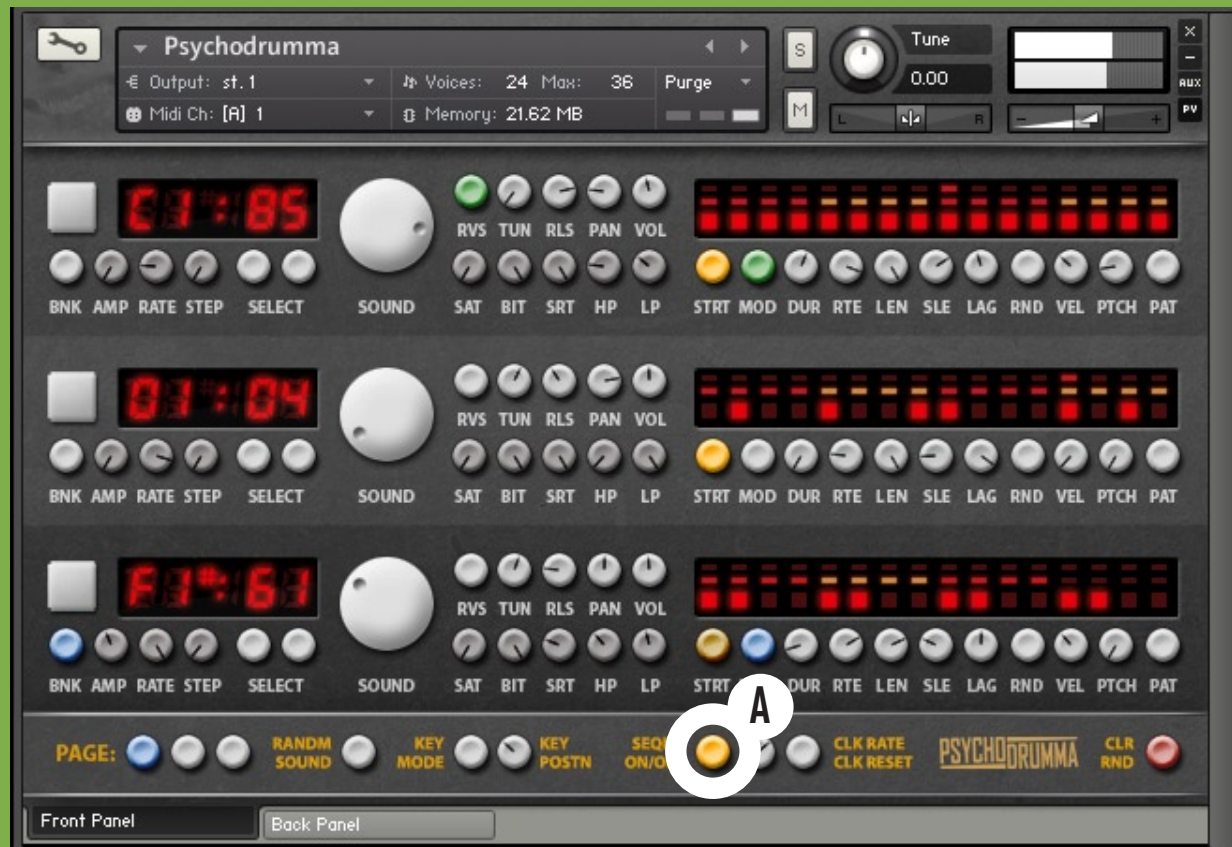 Psychodrumma
Output: st. 1 Voices: 24 Max: 36 Purge
Midi Ch: [A] 1 Memory: 21.62 MB
S
M
Tune
0.00
L R
- +
×
–
AUX
PV
C1:85
BNK AMP RATE STEP SELECT SOUND
RVS TUN RLS PAN VOL
SAT BIT SRT HP LP
STRT MOD DUR RTE LEN SLE LAG RND VEL PTCH PAT
01:04
BNK AMP RATE STEP SELECT SOUND
RVS TUN RLS PAN VOL
SAT BIT SRT HP LP
STRT MOD DUR RTE LEN SLE LAG RND VEL PTCH PAT
F1#:61
BNK AMP RATE STEP SELECT SOUND
RVS TUN RLS PAN VOL
SAT BIT SRT HP LP
STRT DUR RTE LEN SLE LAG RND VEL PTCH PAT
A
PAGE:
RANDM
SOUND
KEY
MODE
KEY
POSTN
CLK RATE
CLK RESET
PSYCHODRUMMA
CLR
RND
Front Panel
Back Panel